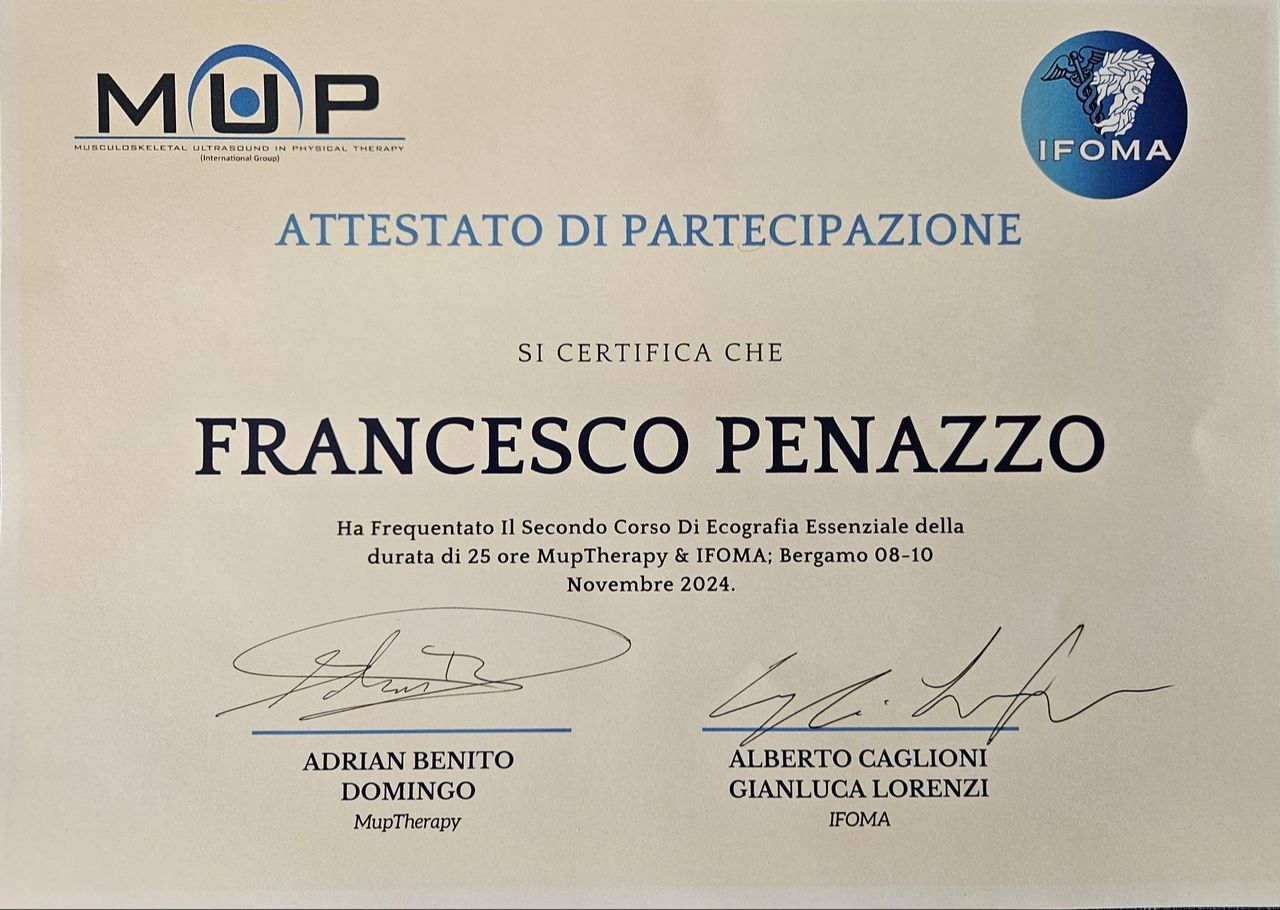 MUP
MUSCULOSKELETAL ULTRASOUND IN PHYSICAL THERAPY
(International Group)
IFOMA
ATTESTATO DI PARTECIPAZIONE
SI CERTIFICA CHE
FRANCESCO PENAZZO
Ha Frequentato Il Secondo Corso Di Ecografia Essenziale della
durata di 25 ore MupTherapy & IFOMA; Bergamo 08-10
Novembre 2024.
ADRIAN BENITO
DOMINGO
MupTherapy
ALBERTO CAGLIONI
GIANLUCA LORENZI
IFOMA